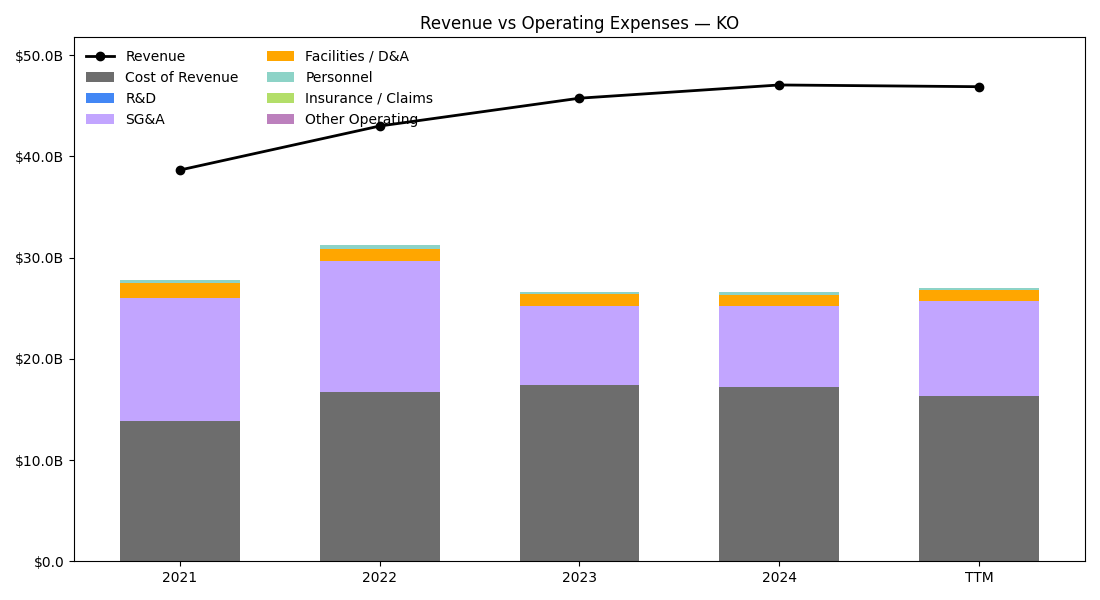 Revenue vs Operating Expenses — KO
$50.0B
$40.0B
$30.0B
$20.0B
$10.0B
$0.0
Revenue
Cost of Revenue
R&D
SG&A
Facilities / D&A
Personnel
Insurance / Claims
Other Operating
2021
2022
2023
2024
TTM